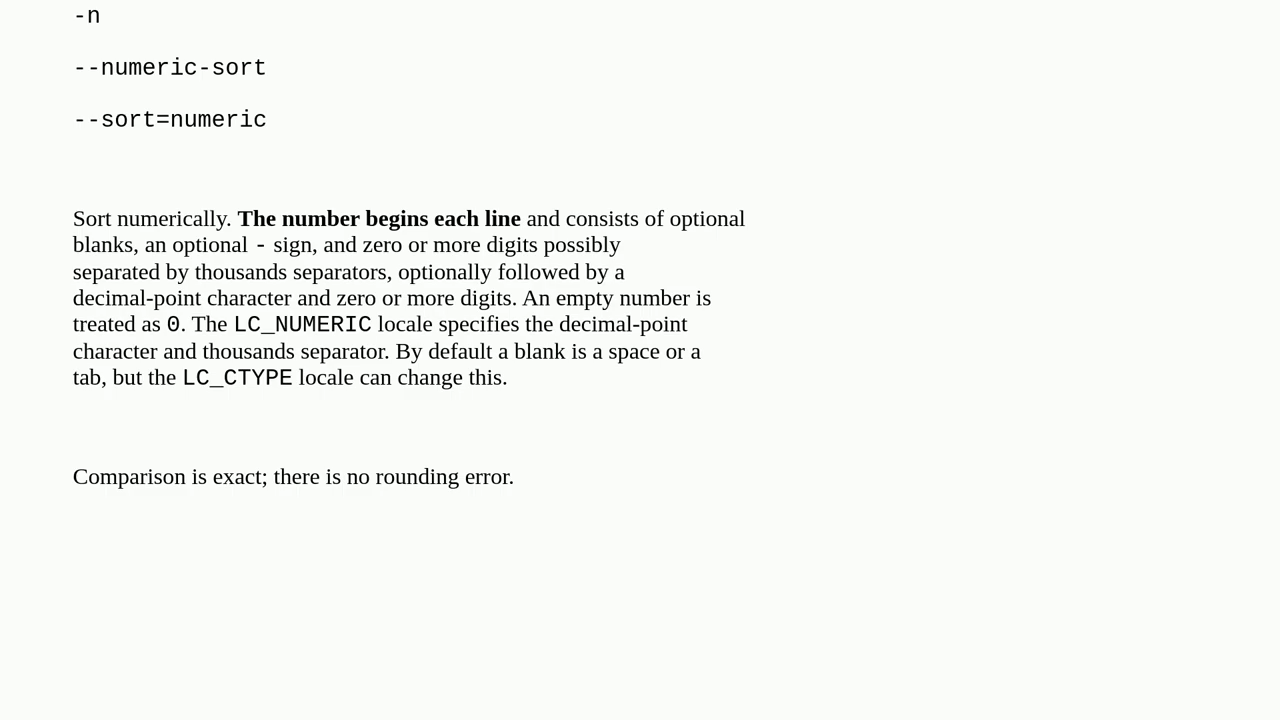 -n
--numeric-sort
--sort=numeric
Sort numerically. The number begins each line and consists of optional
blanks, an optional - sign, and zero or more digits possibly
separated by thousands separators, optionally followed by a
decimal-point character and zero or more digits. An empty number is
treated as 0. The LC_NUMERIC locale specifies the decimal-point
character and thousands separator. By default a blank is a space or a
tab, but the LC_CTYPE locale can change this.
Comparison is exact; there is no rounding error.